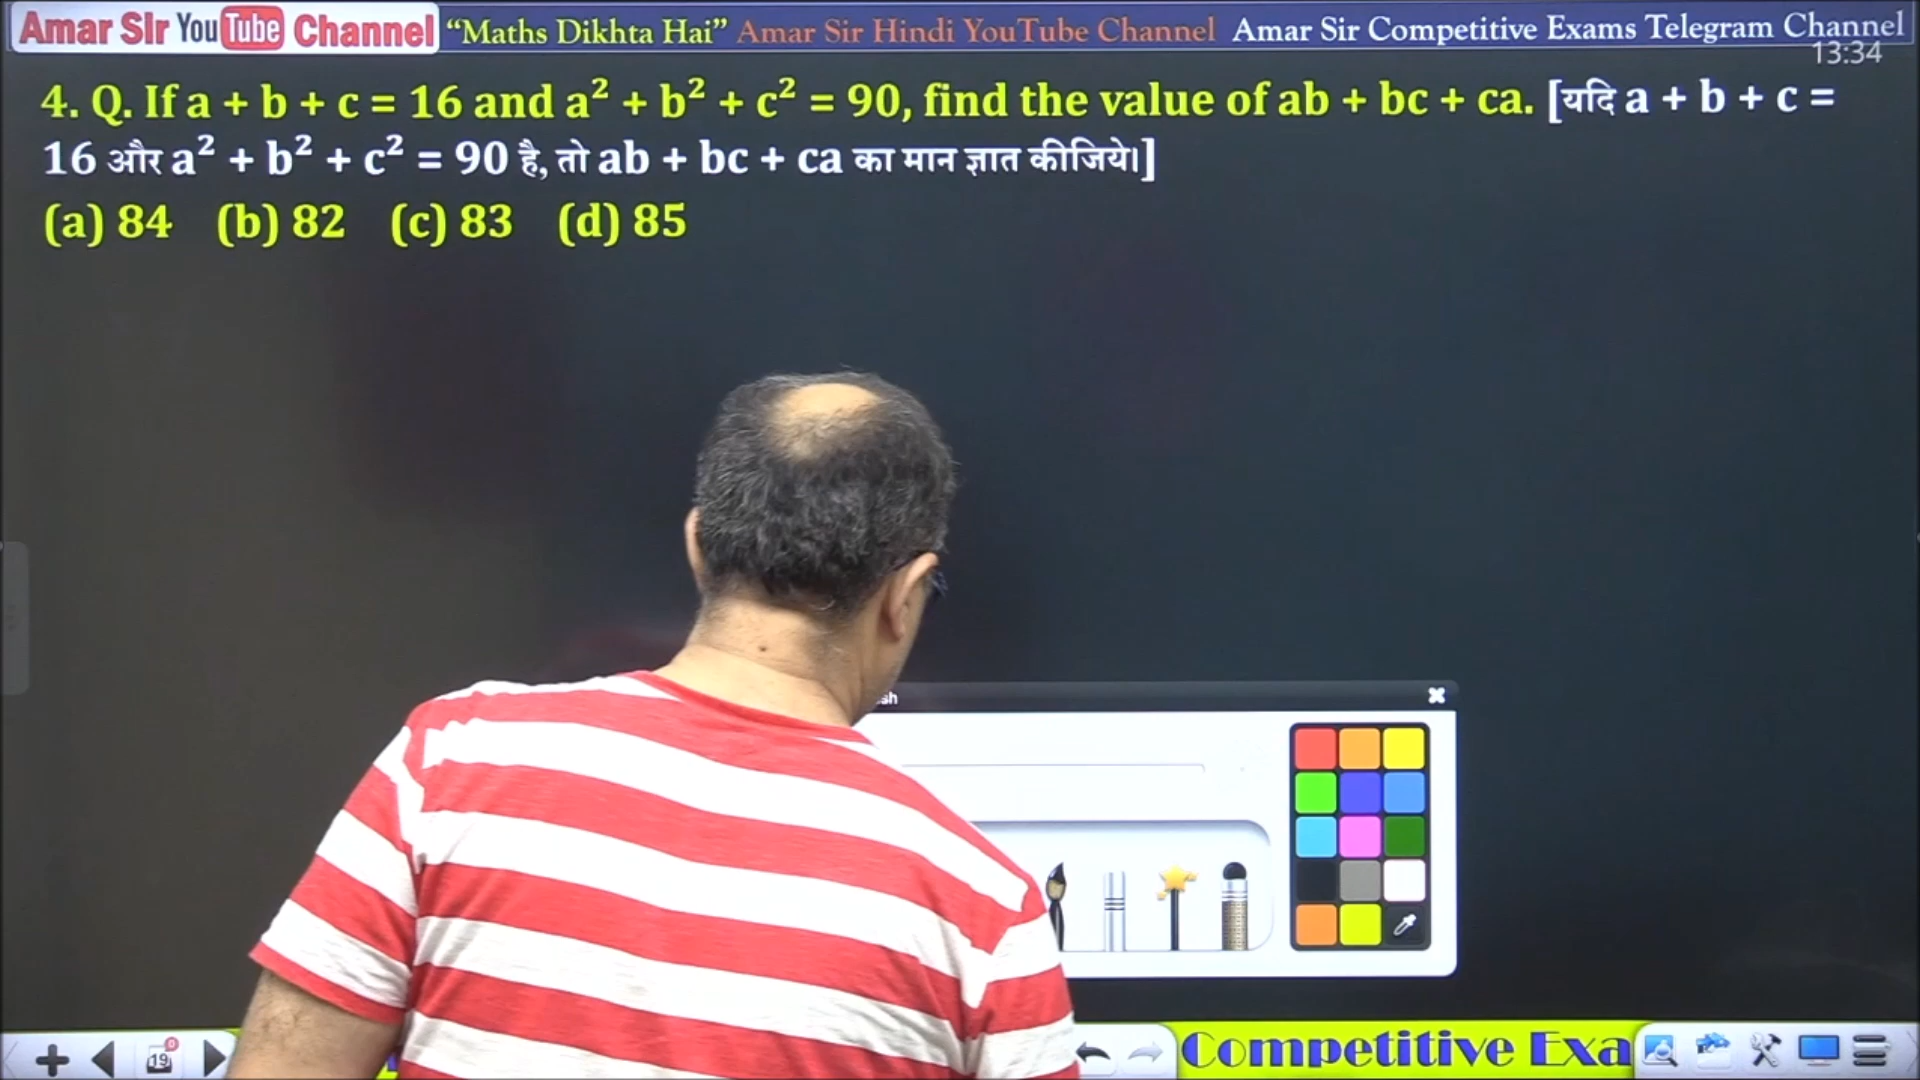 Amar Sir YouTube Channel "Maths Dikhta Hai" Amar Sir Hindi YouTube Channel Amar Sir Competitive Exams Telegram Channel
13:34
4. Q. If a + b + c = 16 and a² + b² + c² = 90, find the value of ab + bc + ca. [यदि a + b + c =
16 और a² + b² + c² = 90 है, तो ab + bc + ca का मान ज्ञात कीजिये।]
(a) 84 (b) 82 (c) 83 (d) 85
19
0
Competitive Exa